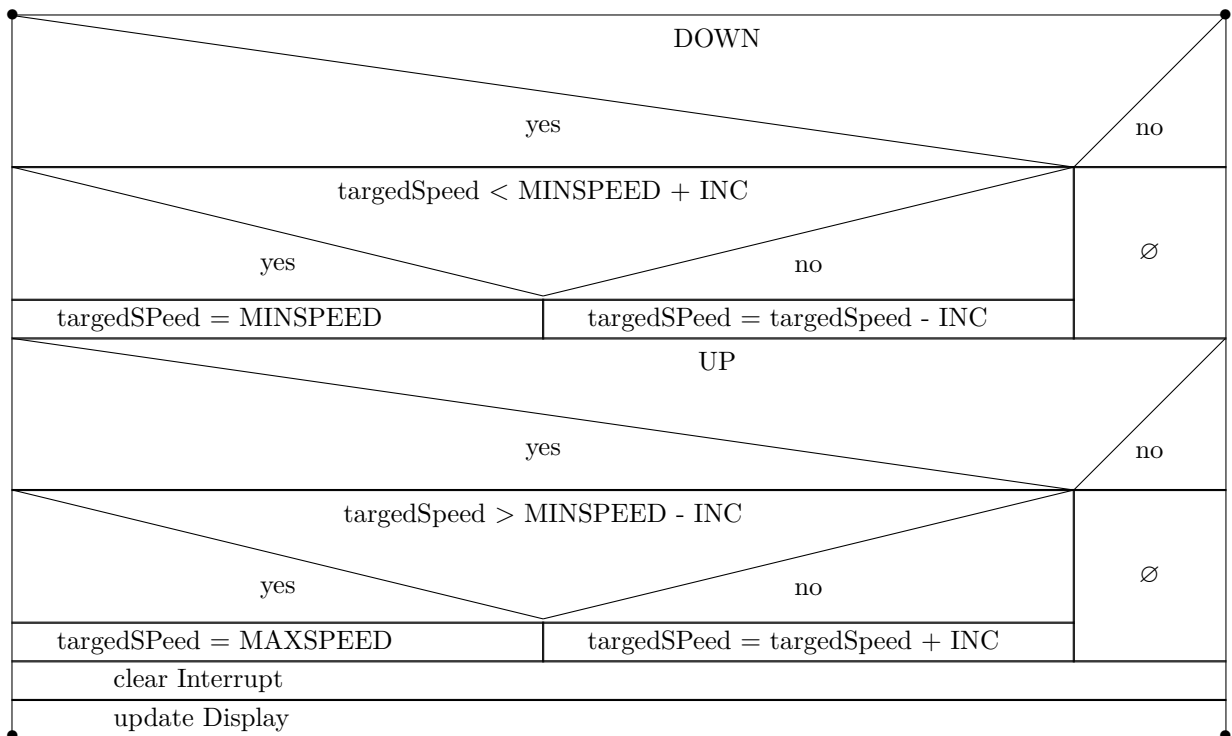 DOWN
yes
no
targedSpeed < MINSPEED + INC
yes
no
∅
targedSPeed = MINSPEED
targedSPeed = targedSpeed - INC
UP
yes
no
targedSpeed > MINSPEED - INC
yes
no
∅
targedSPeed = MAXSPEED
targedSPeed = targedSpeed + INC
clear Interrupt
update Display